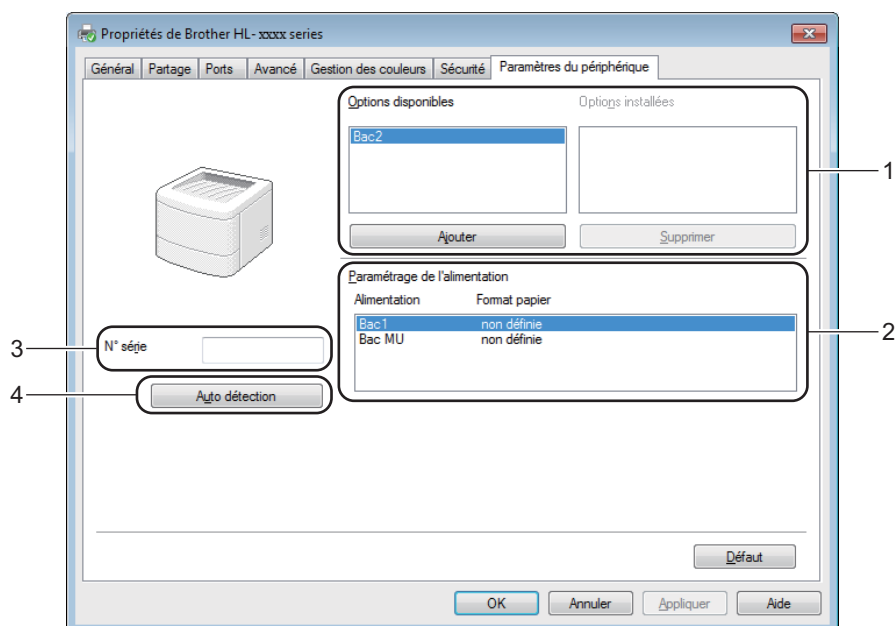 Propriétés de Brother HL- xxxx series
Général Partage Ports Avancé Gestion des couleurs Sécurité Paramètres du périphérique
Options disponibles Options installées
Bac2
1
Ajouter Supprimer
Paramétrage de l'alimentation
Alimentation Format papier
Bac1 non définie
Bac MU non définie
2
3 N° série
4 Auto détection
Défaut
OK Annuler Appliquer Aide